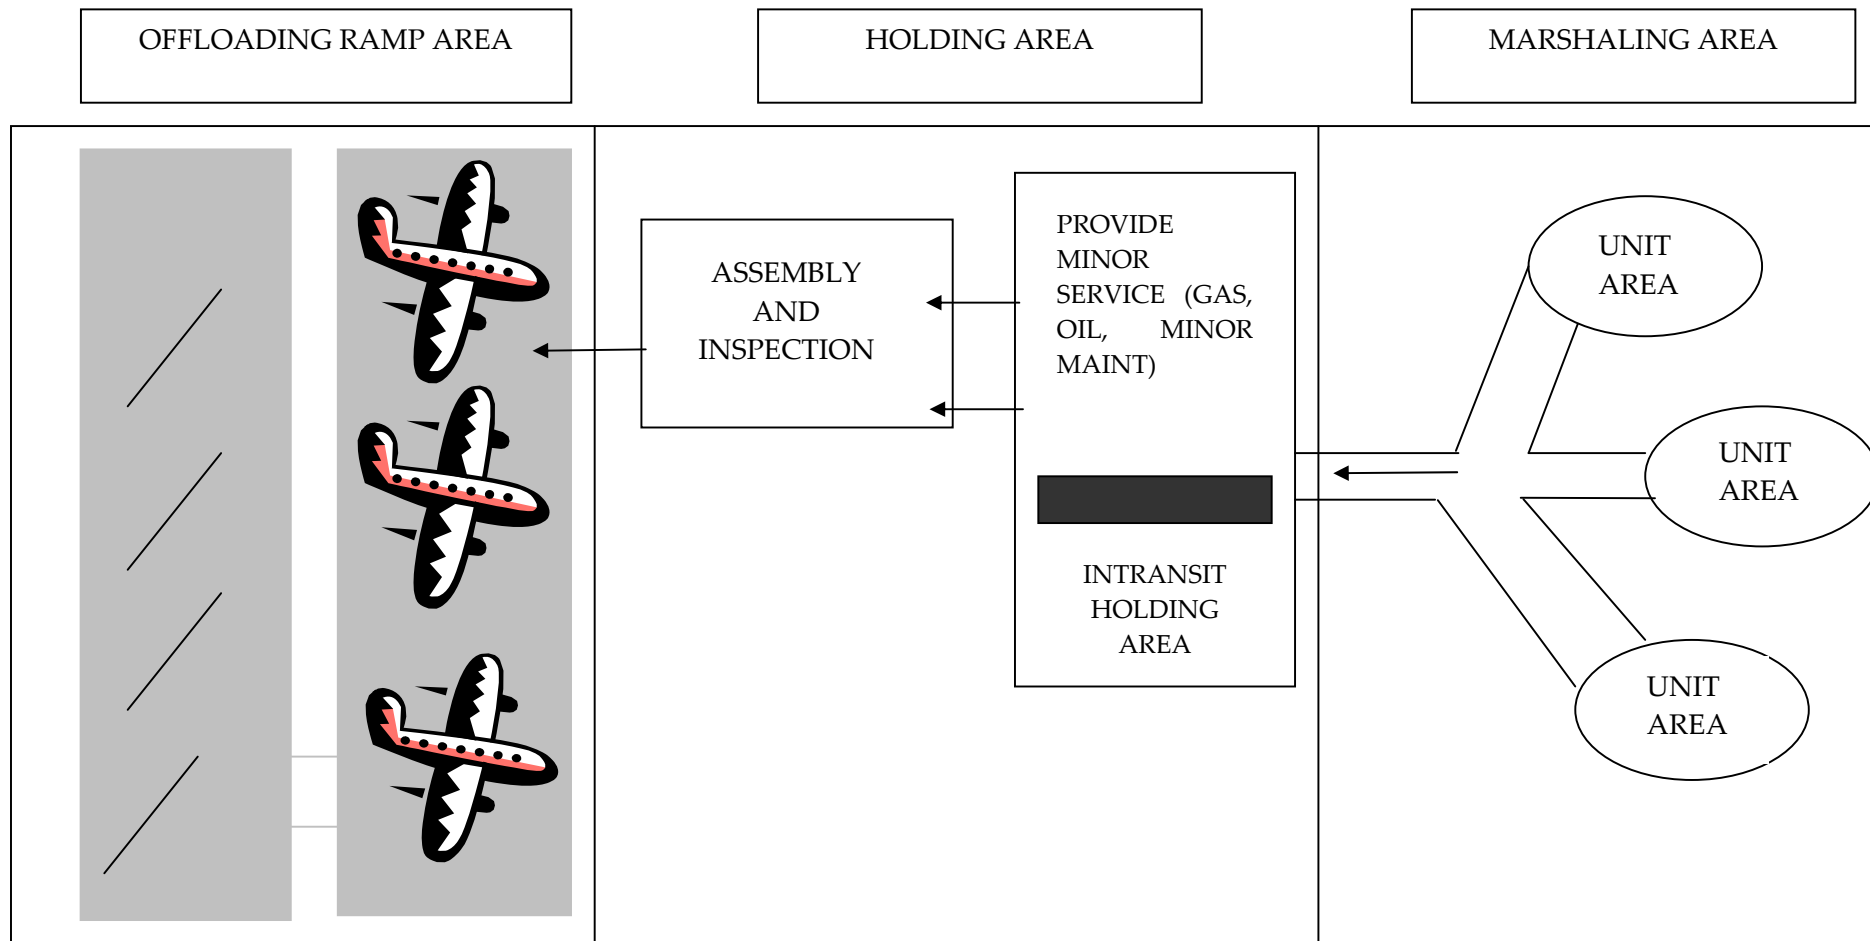 OFFLOADING RAMP AREA
HOLDING AREA
MARSHALING AREA
ASSEMBLY
AND
INSPECTION
PROVIDE
MINOR
SERVICE (GAS,
OIL, MINOR
MAINT)
INTRANSIT
HOLDING
AREA
UNIT
AREA
UNIT
AREA
UNIT
AREA